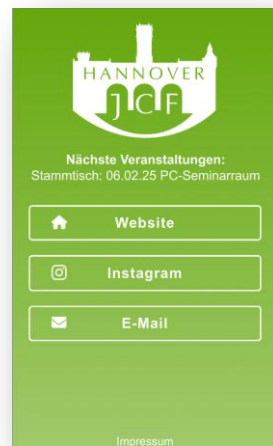 HANNOVER
JCF
Nächste Veranstaltungen:
Stammtisch: 06.02.25 PC-Seminarraum
Website
Instagram
E-Mail
Impressum